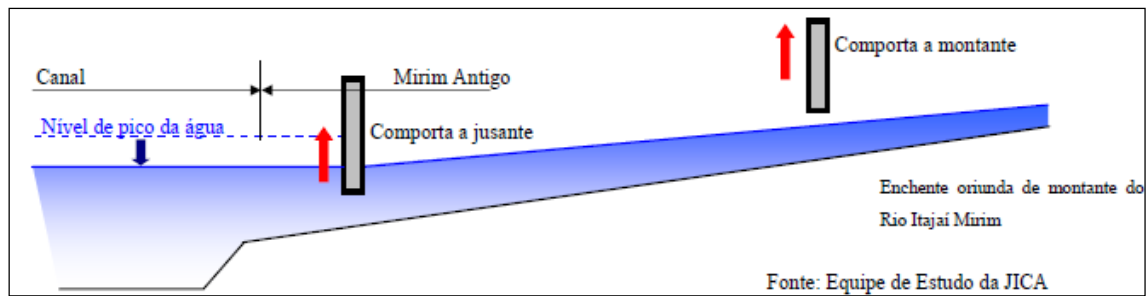 Comporta a montante
Canal
Mirim Antigo
Nível de pico da água
Comporta a jusante
Enchente oriunda de montante do
Rio Itajaí Mirim
Fonte: Equipe de Estudo da JICA